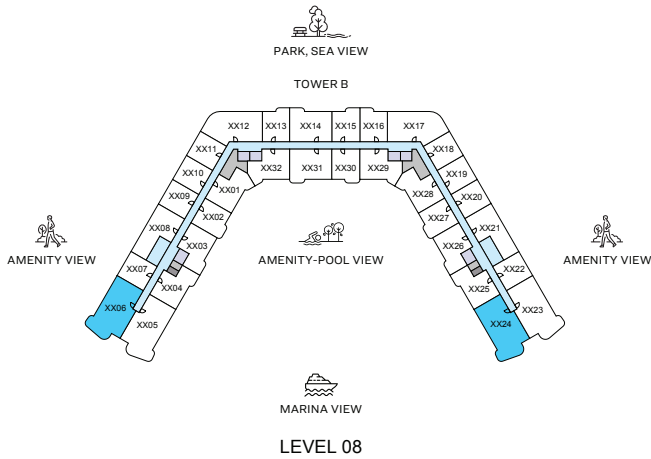 PARK, SEA VIEW
TOWER B
XX12
XX13
XX14
XX15
XX16
XX17
XX11
XX32
XX31
XX30
XX29
XX18
XX10
XX01
XX28
XX19
XX09
XX02
XX27
XX20
XX08
XX03
XX26
XX21
AMENITY VIEW
AMENITY-POOL VIEW
AMENITY VIEW
XX07
XX04
XX25
XX22
XX06
XX05
XX24
XX23
MARINA VIEW
LEVEL 08